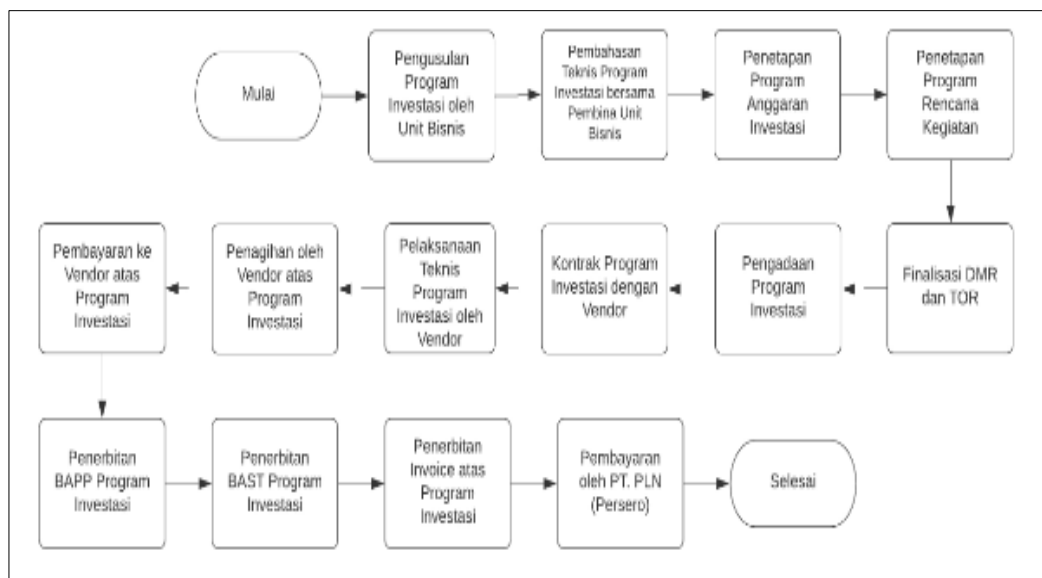 Mulai
Pengusulan
Program
Investasi oleh
Unit Bisnis
Pembahasan
Teknis Program
Investasi bersama
Pembina Unit
Bisnis
Penetapan
Program
Anggaran
Investasi
Penetapan
Program
Rencana
Kegiatan
Pembayaran ke
Vendor atas
Program
Investasi
Penagihan oleh
Vendor atas
Program
Investasi
Pelaksanaan
Teknis
Program
Investasi oleh
Vendor
Kontrak Program
Investasi dengan
Vendor
Pengadaan
Program
Investasi
Finalisasi DMR
dan TOR
Penerbitan
BAPP Program
Investasi
Penerbitan
BAST Program
Investasi
Penerbitan
Invoice atas
Program
Investasi
Pembayaran
oleh PT. PLN
(Persero)
Selesai